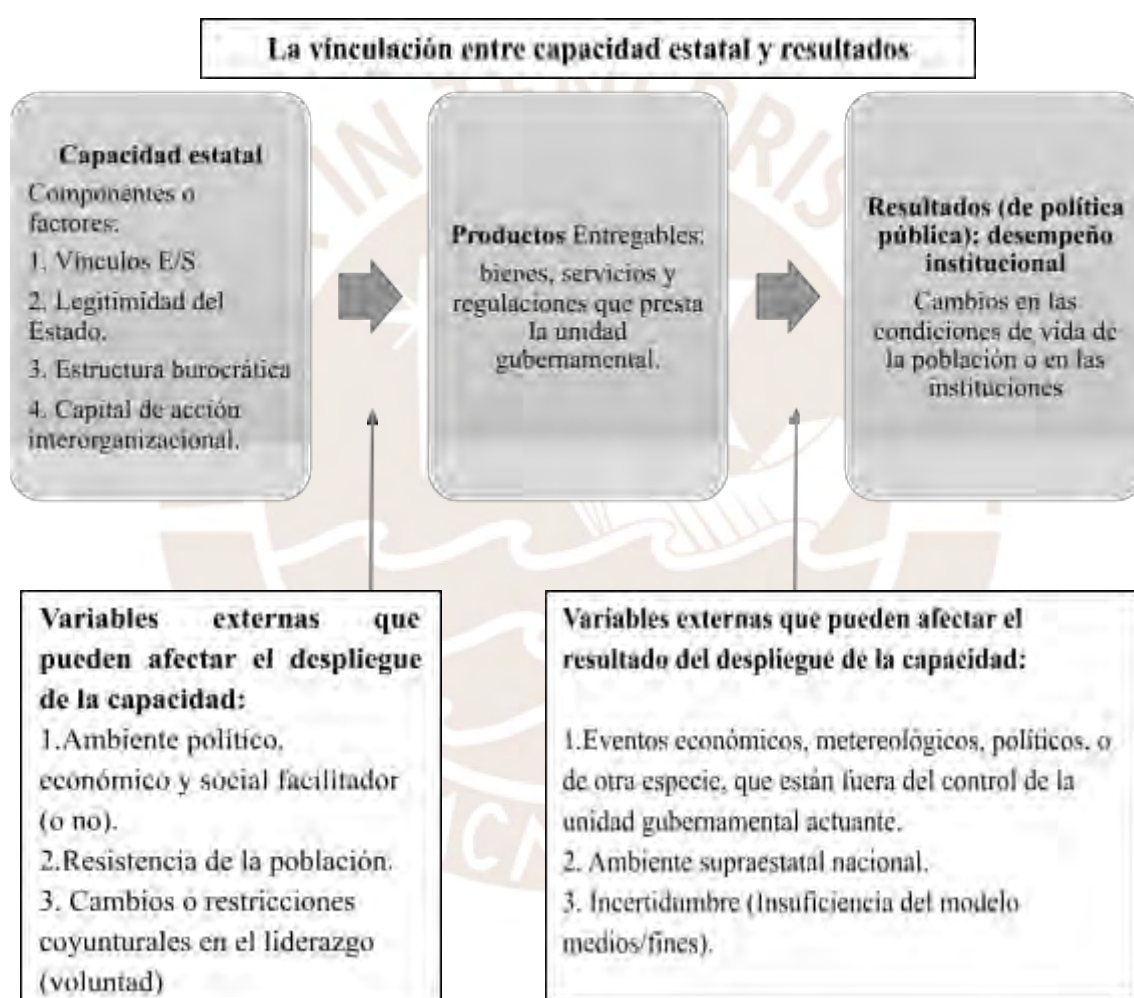 La vinculación entre capacidad estatal y resultados
Capacidad estatal
Componentes o
factores:
1. Vínculos E/S
2. Legitimidad del
Estado.
3. Estructura burocrática
4. Capital de acción
interorganizacional.
Productos Entregables:
bienes, servicios y
regulaciones que presta
la unidad
gubernamental.
Resultados (de política
pública): desempeño
institucional
Cambios en las
condiciones de vida de
la población o en las
instituciones
Variables externas que
pueden afectar el despliegue
de la capacidad:
1.Ambiente político,
económico y social facilitador
(o no).
2.Resistencia de la población.
3. Cambios o restricciones
coyunturales en el liderazgo
(voluntad)
Variables externas que pueden afectar el
resultado del despliegue de la capacidad:
1.Eventos económicos, metereológicos, políticos, o
de otra especie, que están fuera del control de la
unidad gubernamental actuante.
2. Ambiente supraestatal nacional.
3. Incertidumbre (Insuficiencia del modelo
medios/fines).